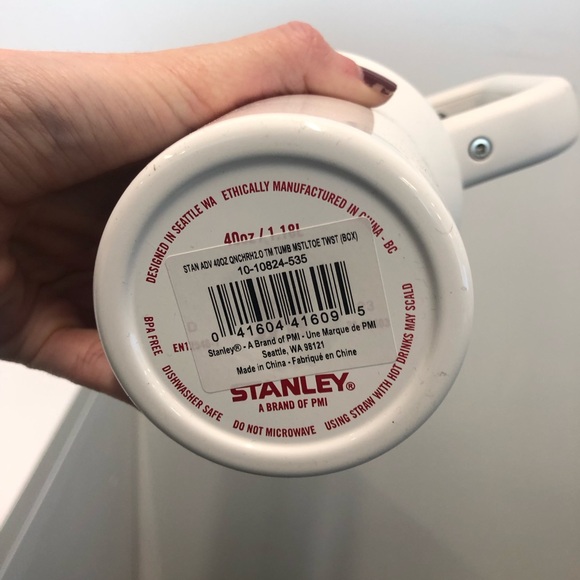 DESIGNED IN SEATTLE WA ETHICALLY MANUFACTURED IN CHINA - BC
40oz / 1.18L
STAN ADV 40OZ QNCHRH2.O TM TUMB MSTLTOE TWST (BOX)
10-10824-535
0 41604 41609 5
Stanley® - A Brand of PMI - Une Marque de PMI
Seattle, WA 98121
Made in China - Fabriqué en Chine
STANLEY®
A BRAND OF PMI
BPA FREE DISHWASHER SAFE DO NOT MICROWAVE USING STRAW WITH HOT DRINKS MAY SCALD